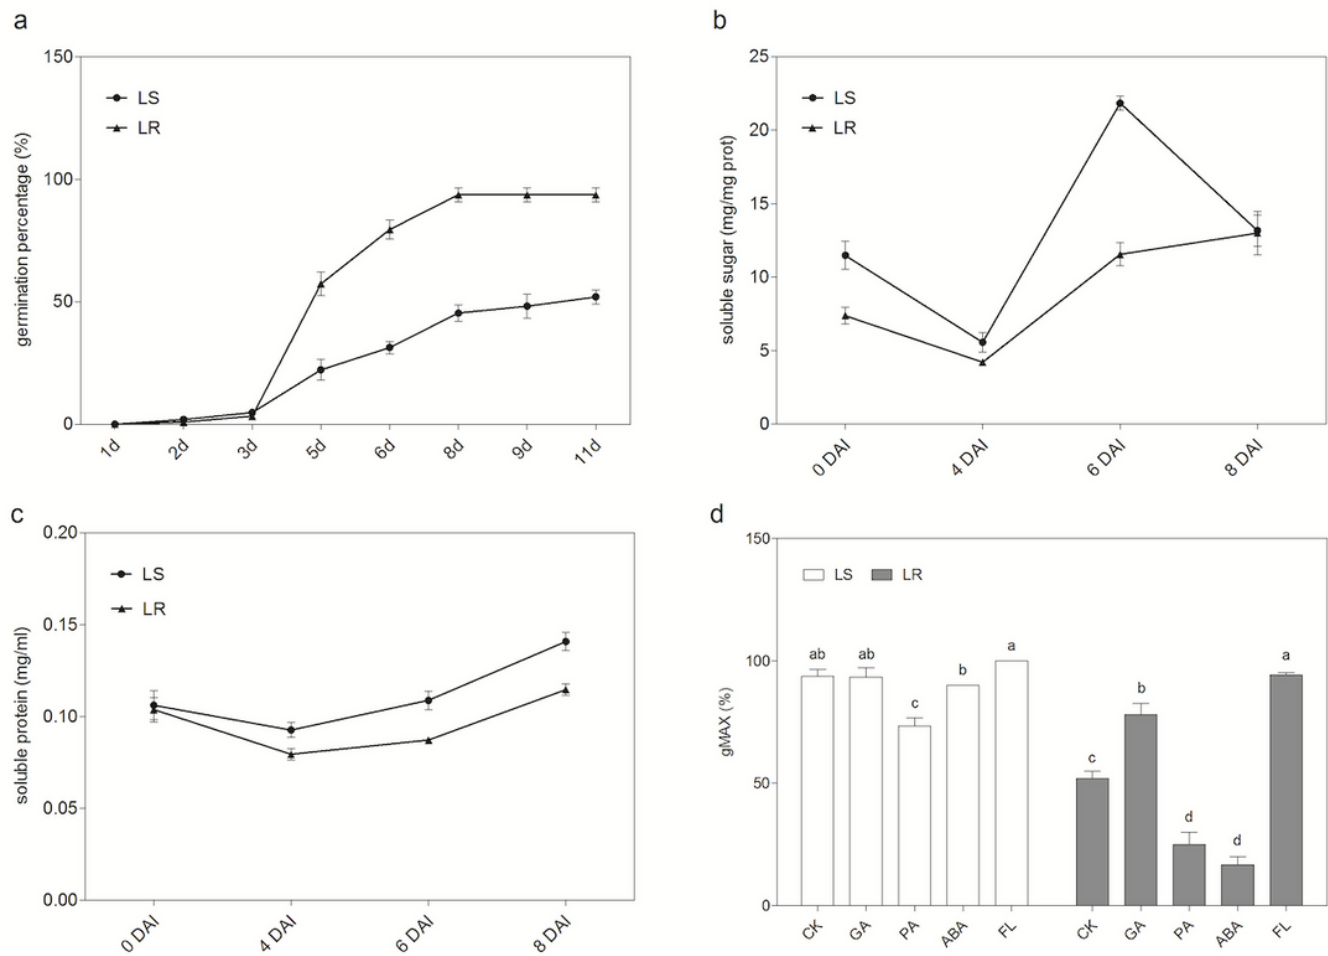 a
150
100
50
0
germination percentage (%)
LS
LR
1d
2d
3d
5d
6d
8d
9d
11d
b
25
20
15
10
5
0
soluble sugar (mg/mg prot)
LS
LR
0 DAI
4 DAI
6 DAI
8 DAI
c
0.20
0.15
0.10
0.05
0.00
soluble protein (mg/ml)
LS
LR
0 DAI
4 DAI
6 DAI
8 DAI
d
150
100
50
0
gMAX (%)
LS LR
ab ab c b a c b d d a
CK GA PA ABA FL CK GA PA ABA FL